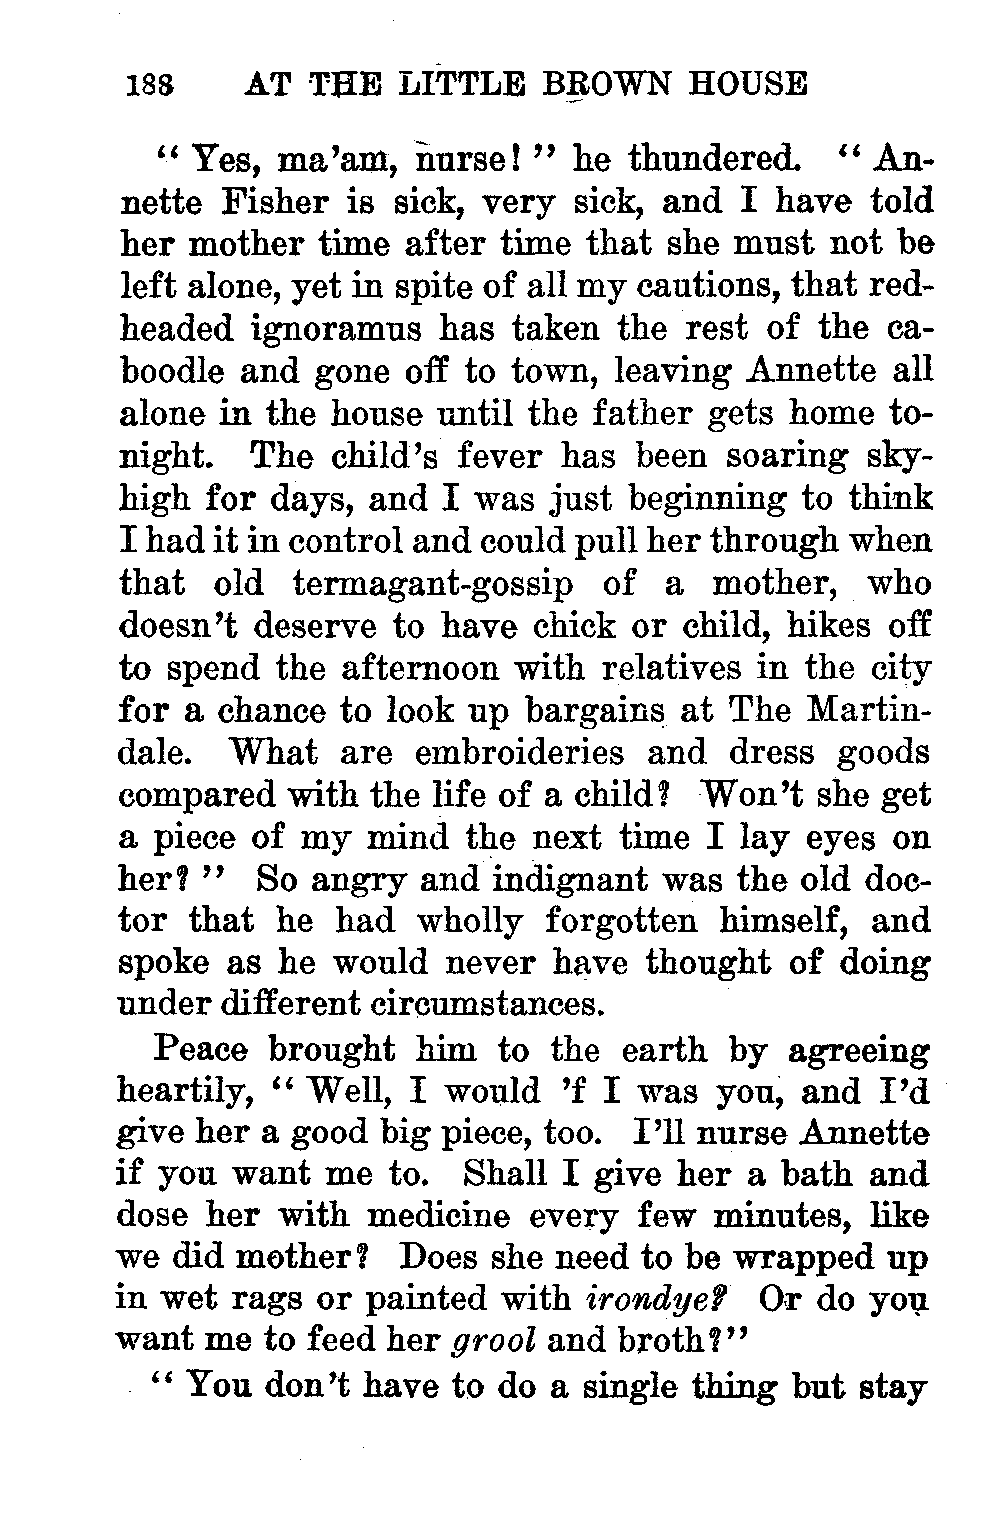 188 AT THE LITTLE BROWN HOUSE
“ Yes, ma’am, nurse! ” he thundered. “ An-
nette Fisher is sick, very sick, and I have told
her mother time after time that she must not be
left alone, yet in spite of all my cautions, that red-
headed ignoramus has taken the rest of the ca-
boodle and gone off to town, leaving Annette all
alone in the house until the father gets home to-
night. The child’s fever has been soaring sky-
high for days, and I was just beginning to think
I had it in control and could pull her through when
that old termagant-gossip of a mother, who
doesn’t deserve to have chick or child, hikes off
to spend the afternoon with relatives in the city
for a chance to look up bargains at The Martin-
dale. What are embroideries and dress goods
compared with the life of a child? Won’t she get
a piece of my mind the next time I lay eyes on
her? ” So angry and indignant was the old doc-
tor that he had wholly forgotten himself, and
spoke as he would never have thought of doing
under different circumstances.
Peace brought him to the earth by agreeing
heartily, “ Well, I would ’f I was you, and I’d
give her a good big piece, too. I’ll nurse Annette
if you want me to. Shall I give her a bath and
dose her with medicine every few minutes, like
we did mother? Does she need to be wrapped up
in wet rags or painted with irondye? Or do you
want me to feed her grool and broth?”
“ You don’t have to do a single thing but stay